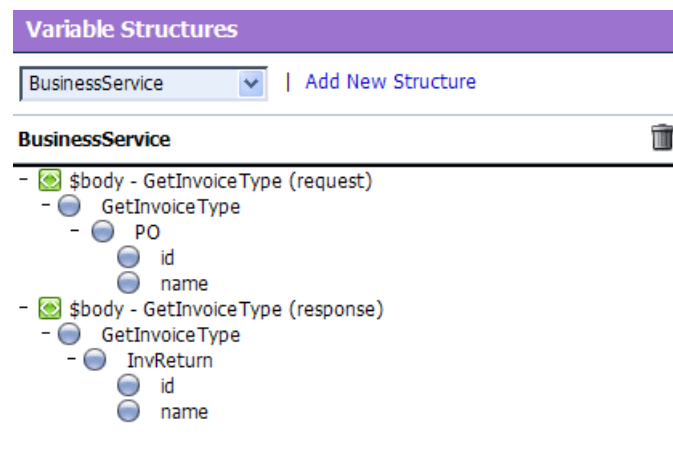 Variable Structures
BusinessService | Add New Structure
BusinessService
- $body - GetInvoiceType (request)
- GetInvoiceType
- PO
id
name
- $body - GetInvoiceType (response)
- GetInvoiceType
- InvReturn
id
name